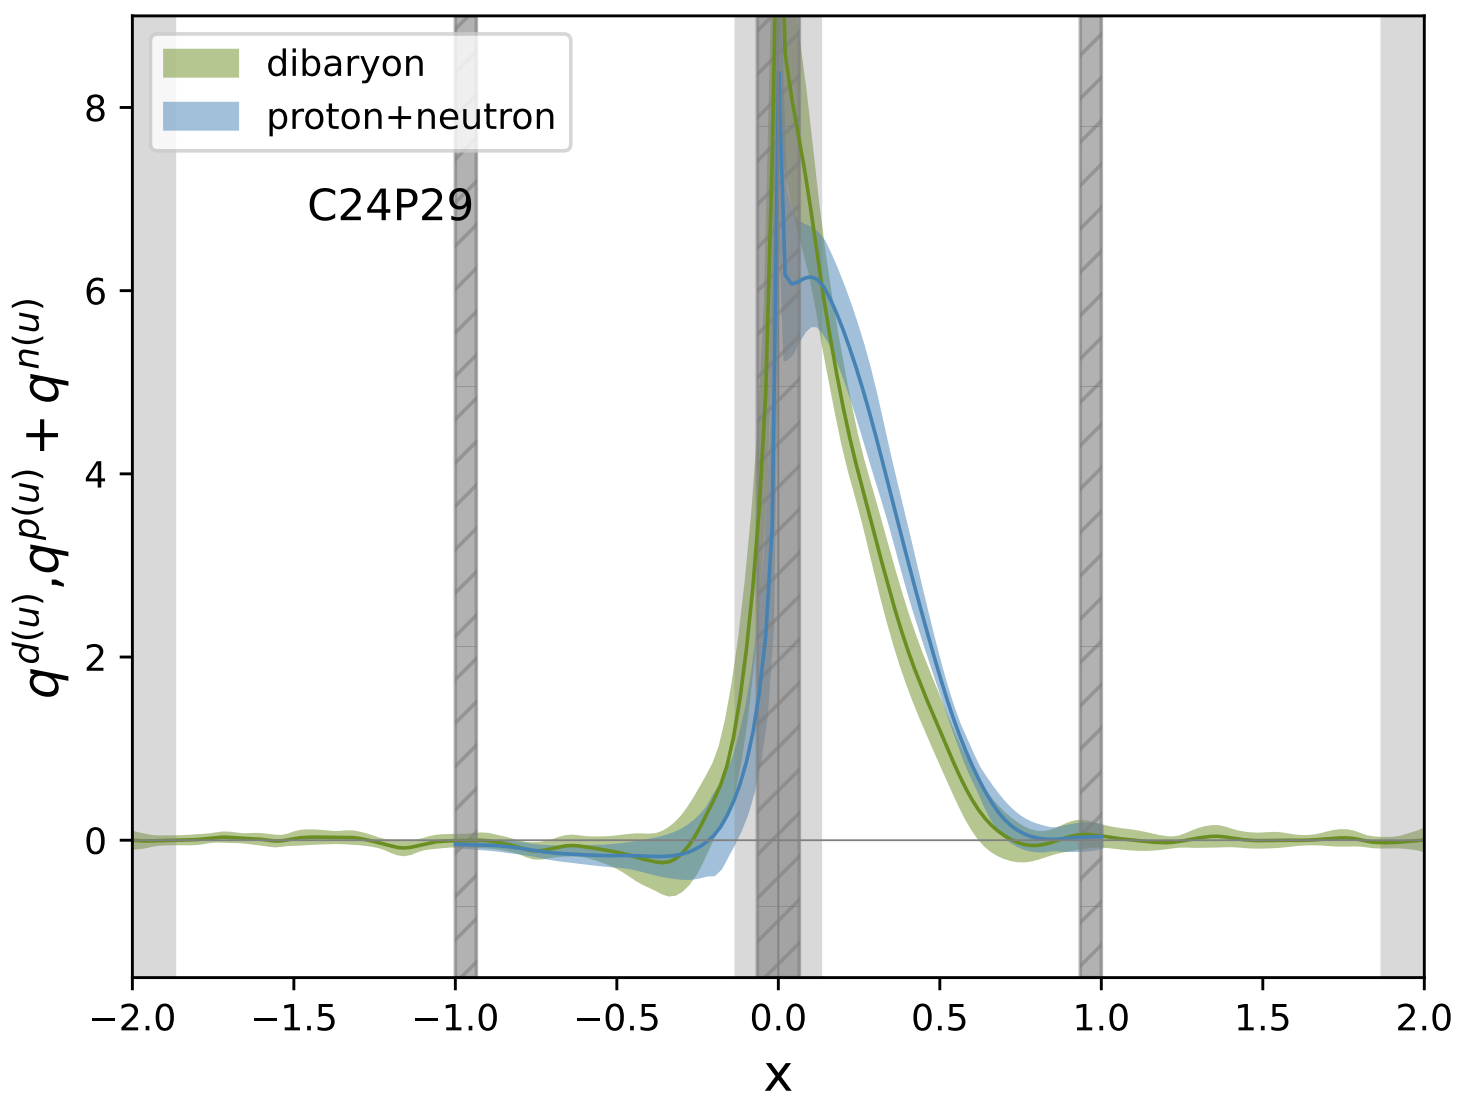 dibaryon
proton+neutron
C24P29
8
6
4
2
0
−2.0 −1.5 −1.0 −0.5 0.0 0.5 1.0 1.5 2.0
x
q^{d(u)},q^{p(u)} + q^{n(u)}